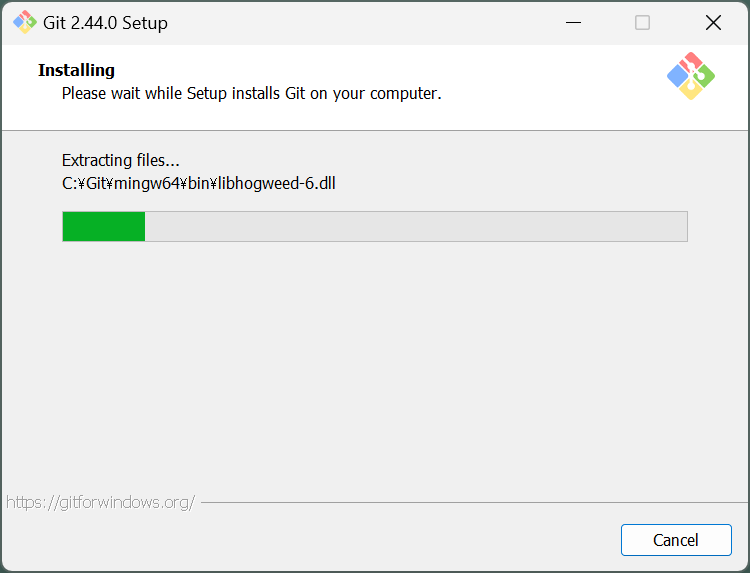 Git 2.44.0 Setup
Installing
Please wait while Setup installs Git on your computer.
Extracting files...
C:¥Git¥mingw64¥bin¥libhogweed-6.dll
https://gitforwindows.org/
Cancel